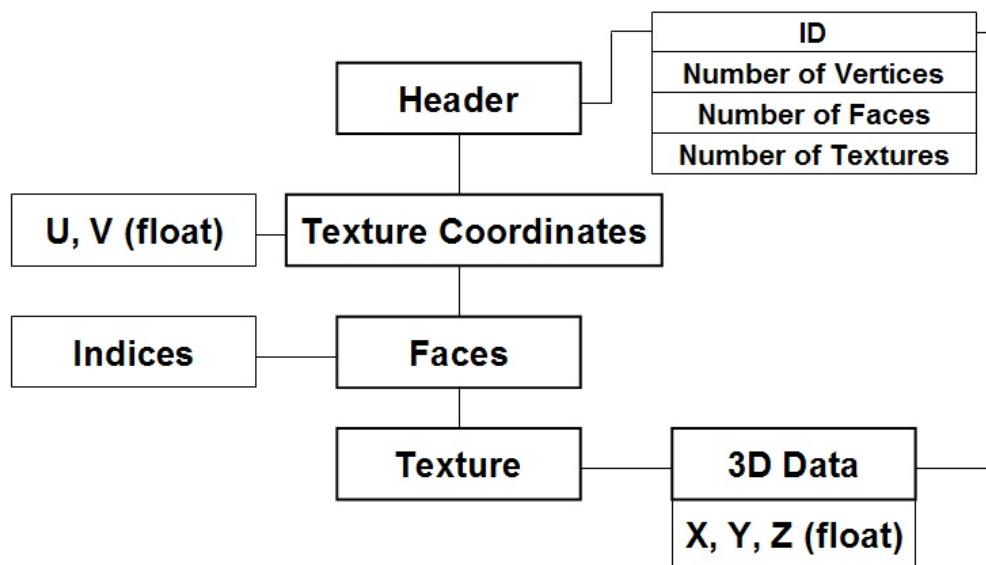 ID
Number of Vertices
Header
Number of Faces
Number of Textures
U, V (float)
Texture Coordinates
Indices
Faces
Texture
3D Data
X, Y, Z (float)